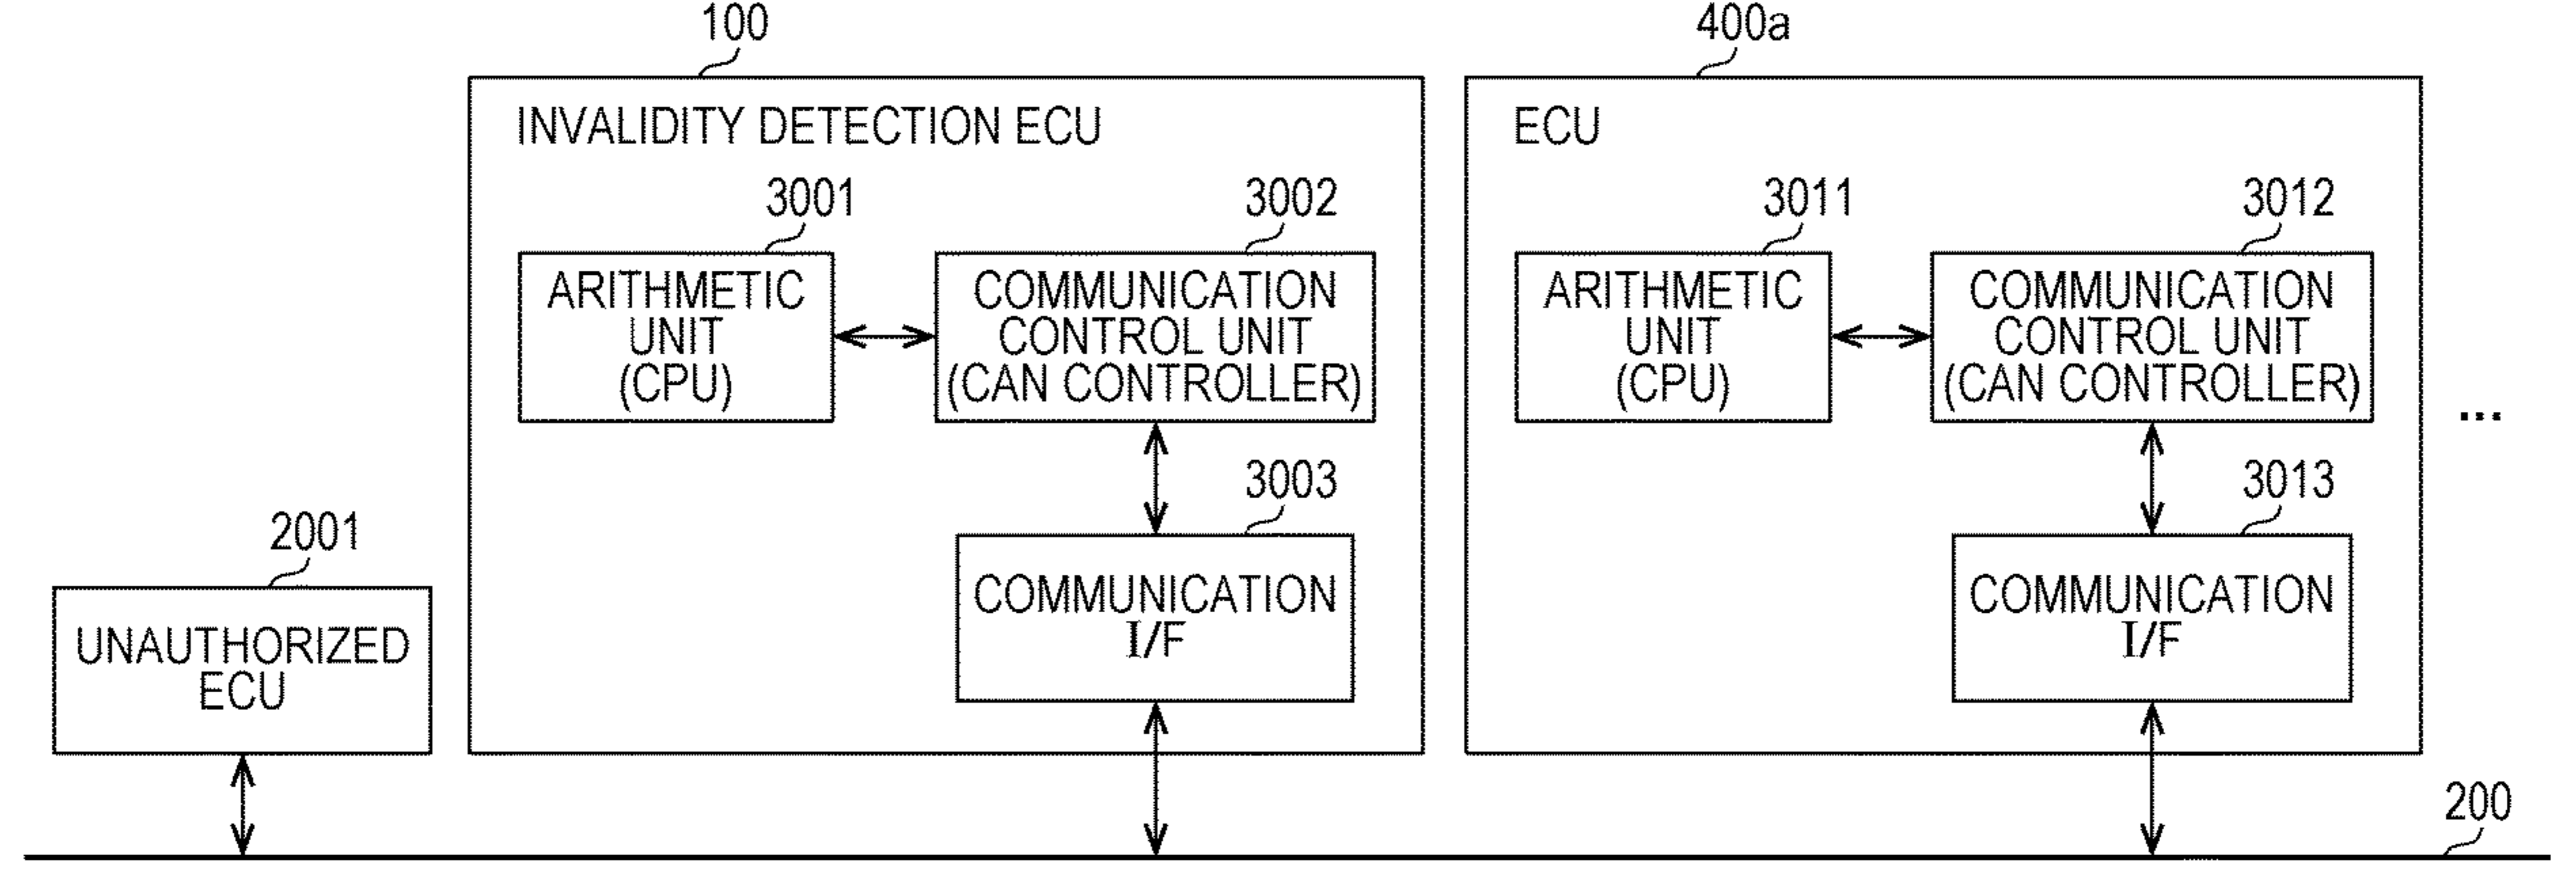 100
400a
INVALIDITY DETECTION ECU
ECU
3001
3002
3011
3012
ARITHMETIC
UNIT
(CPU)
COMMUNICATION
CONTROL UNIT
(CAN CONTROLLER)
ARITHMETIC
UNIT
(CPU)
COMMUNICATION
CONTROL UNIT
(CAN CONTROLLER)
...
3003
3013
2001
COMMUNICATION
I/F
COMMUNICATION
I/F
UNAUTHORIZED
ECU
200